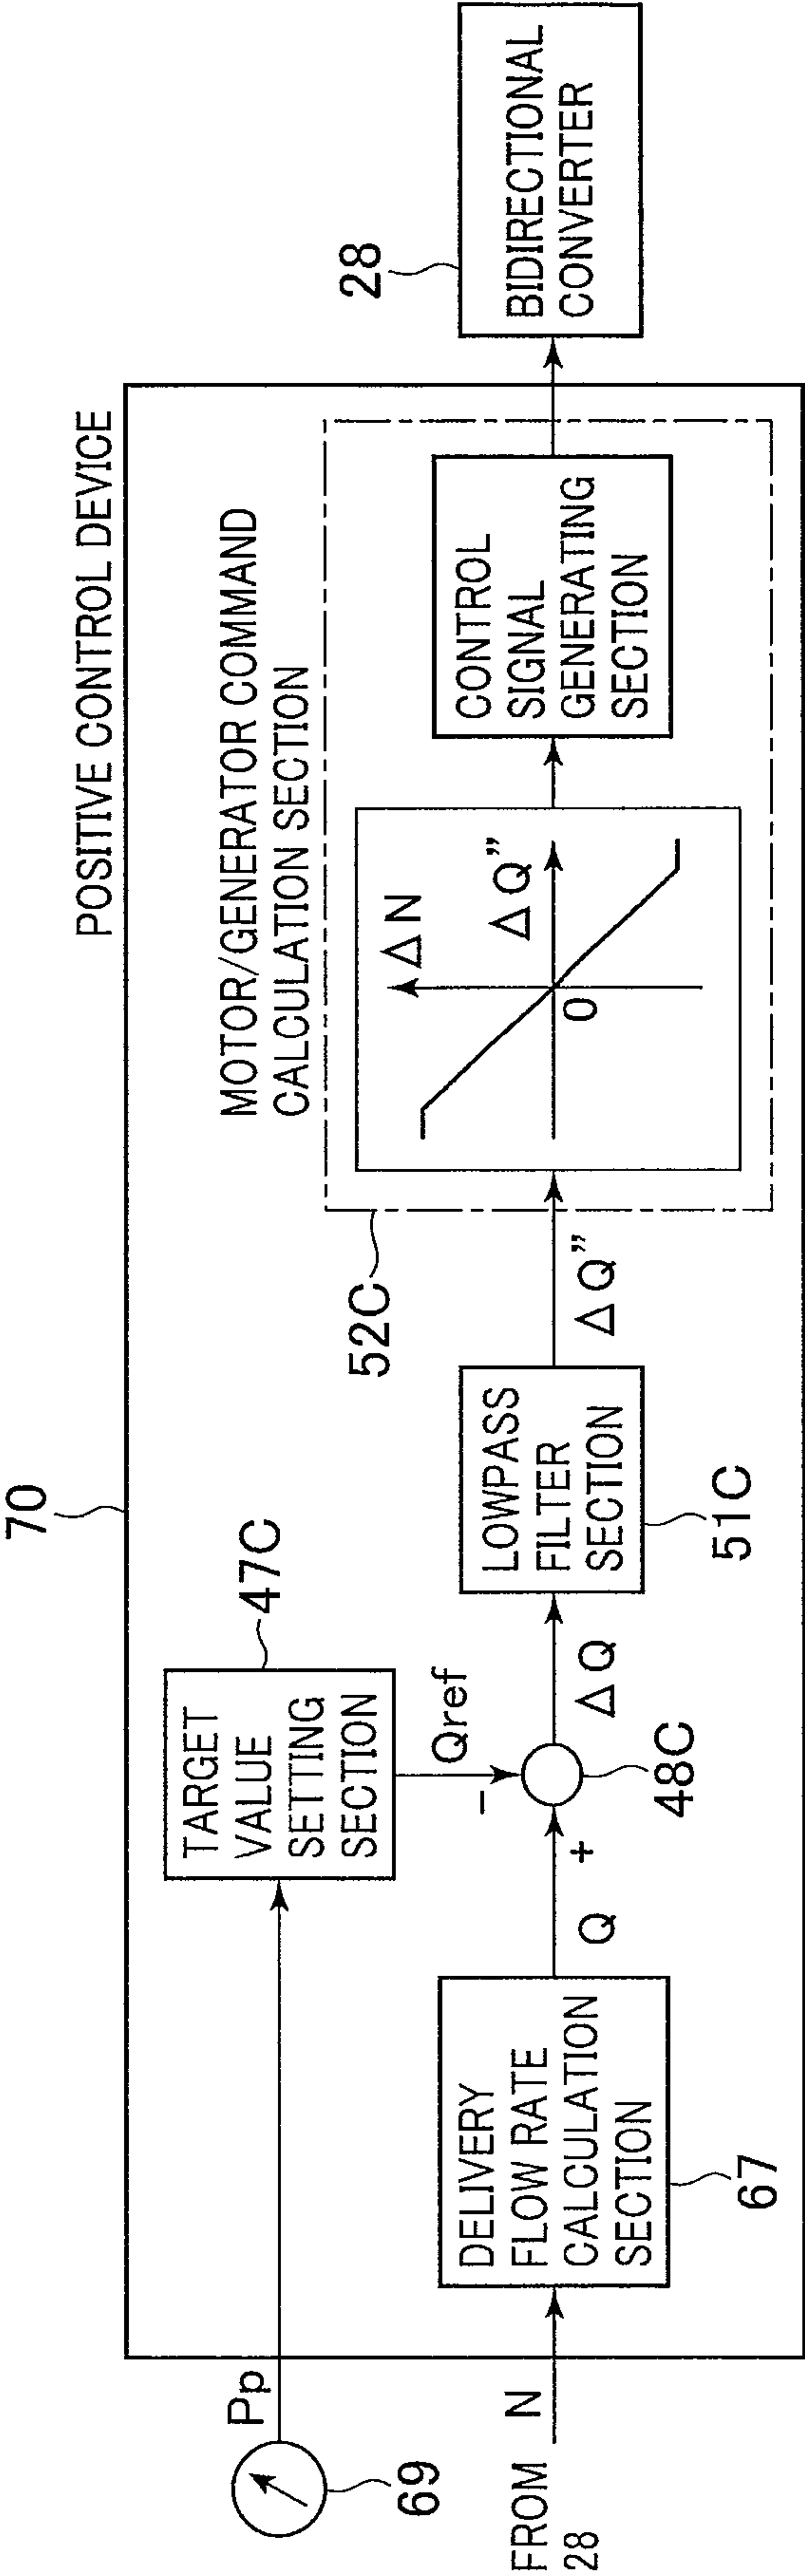 70
POSITIVE CONTROL DEVICE
69
Pp
47C
TARGET
VALUE
SETTING
SECTION
Qref
−
FROM
28
N
67
DELIVERY
FLOW RATE
CALCULATION
SECTION
Q
+
48C
ΔQ
51C
LOWPASS
FILTER
SECTION
ΔQ”
52C
MOTOR/GENERATOR COMMAND
CALCULATION SECTION
ΔN
ΔQ”
0
CONTROL
SIGNAL
GENERATING
SECTION
28
BIDIRECTIONAL
CONVERTER